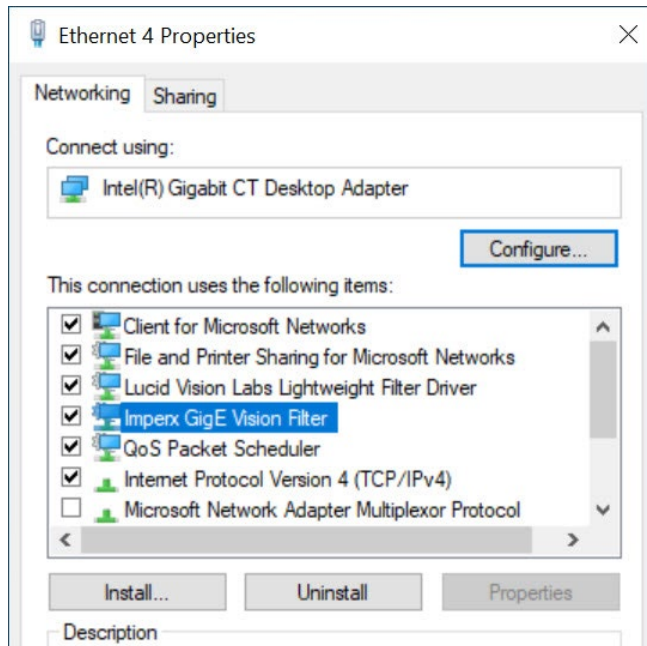 Ethernet 4 Properties
Networking
Sharing
Connect using:
Intel(R) Gigabit CT Desktop Adapter
Configure...
This connection uses the following items:
Client for Microsoft Networks
File and Printer Sharing for Microsoft Networks
Lucid Vision Labs Lightweight Filter Driver
Imperx GigE Vision Filter
QoS Packet Scheduler
Internet Protocol Version 4 (TCP/IPv4)
Microsoft Network Adapter Multiplexor Protocol
Install...
Uninstall
Properties
Description